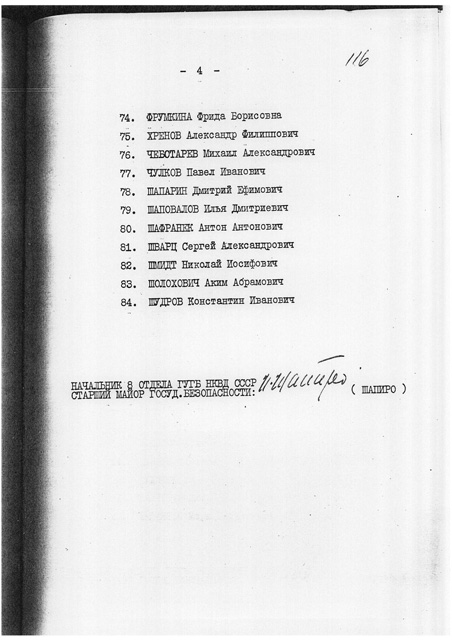 116
- 4 -
74. ФРУМКИНА Фрида Борисовна
75. ХРЕНОВ Александр Филиппович
76. ЧЕБОТАРЕВ Михаил Александрович
77. ЧУЛКОВ Павел Иванович
78. ШАПАРИН Дмитрий Ефимович
79. ШАПОВАЛОВ Илья Дмитриевич
80. ШАФРАНЕК Антон Антонович
81. ШВАРЦ Сергей Александрович
82. ШМИДТ Николай Иосифович
83. ШОЛОХОВИЧ Аким Абрамович
84. ЩУДРОВ Константин Иванович
НАЧАЛЬНИК 8 ОТДЕЛА ГУГБ НКВД СССР
СТАРШИЙ МАЙОР ГОСУД.БЕЗОПАСНОСТИ: И.Шапиро ( ШАПИРО )